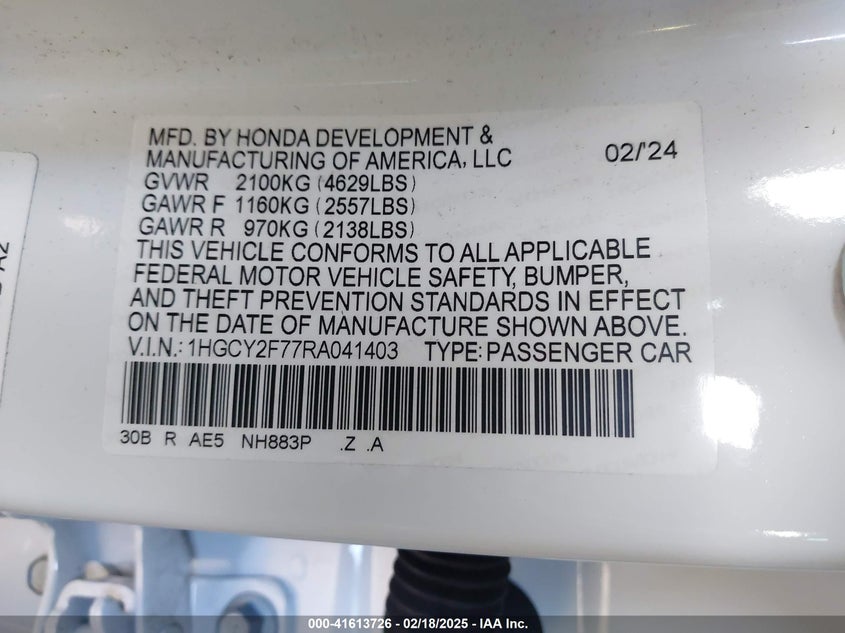 MFD. BY HONDA DEVELOPMENT &
MANUFACTURING OF AMERICA, LLC 02/'24
GVWR 2100KG (4629LBS)
GAWR F 1160KG (2557LBS)
GAWR R 970KG (2138LBS)
THIS VEHICLE CONFORMS TO ALL APPLICABLE
FEDERAL MOTOR VEHICLE SAFETY, BUMPER,
AND THEFT PREVENTION STANDARDS IN EFFECT
ON THE DATE OF MANUFACTURE SHOWN ABOVE.
V.I.N.: 1HGCY2F77RA041403 TYPE: PASSENGER CAR
30B R AE5 NH883P .Z .A
A2
000-41613726 - 02/18/2025 - IAA Inc.